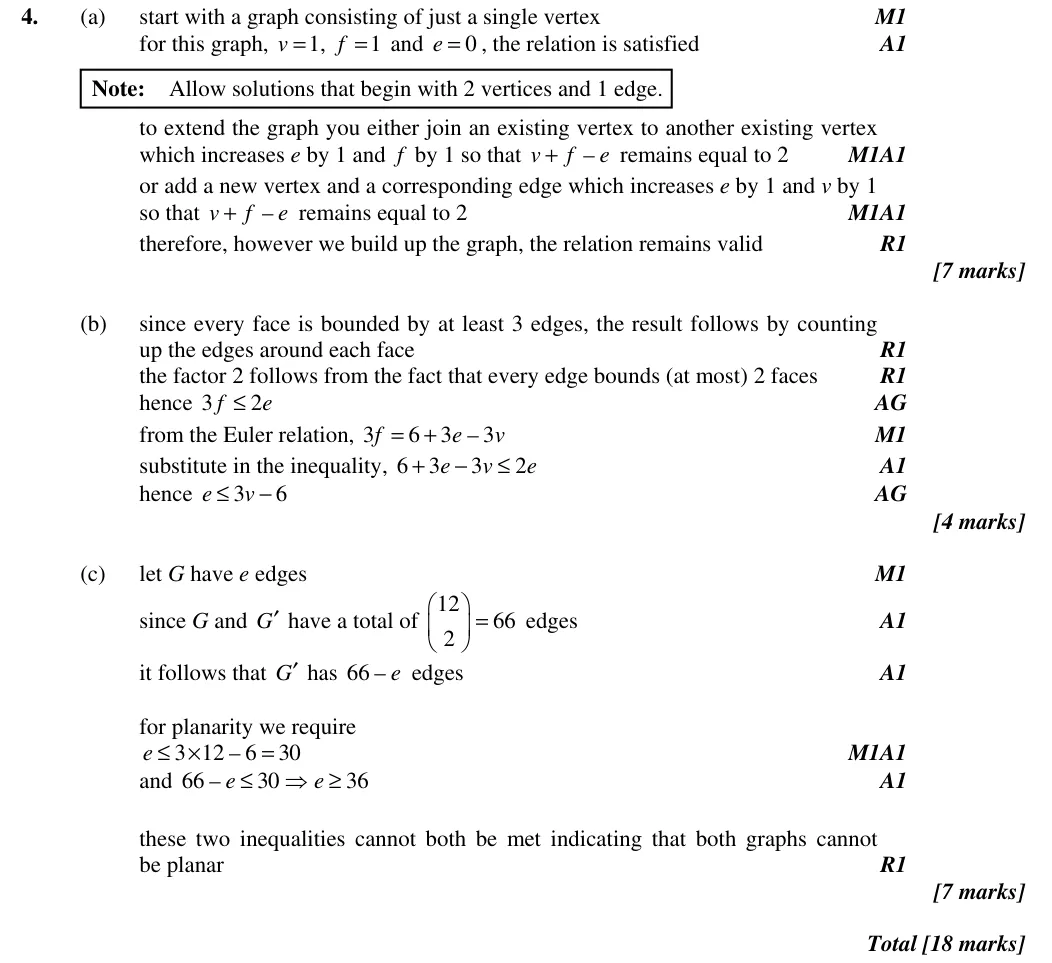 4. (a) start with a graph consisting of just a single vertex M1
for this graph, v = 1, f = 1 and e = 0, the relation is satisfied A1
Note: Allow solutions that begin with 2 vertices and 1 edge.
to extend the graph you either join an existing vertex to another existing vertex
which increases e by 1 and f by 1 so that v + f − e remains equal to 2 M1A1
or add a new vertex and a corresponding edge which increases e by 1 and v by 1
so that v + f − e remains equal to 2 M1A1
therefore, however we build up the graph, the relation remains valid R1
[7 marks]
(b) since every face is bounded by at least 3 edges, the result follows by counting
up the edges around each face R1
the factor 2 follows from the fact that every edge bounds (at most) 2 faces R1
hence 3f ≤ 2e AG
from the Euler relation, 3f = 6 + 3e − 3v M1
substitute in the inequality, 6 + 3e − 3v ≤ 2e A1
hence e ≤ 3v − 6 AG
[4 marks]
(c) let G have e edges M1
since G and G′ have a total of (12 2) = 66 edges A1
it follows that G′ has 66 − e edges A1
for planarity we require
e ≤ 3×12 − 6 = 30 M1A1
and 66 − e ≤ 30 ⇒ e ≥ 36 A1
these two inequalities cannot both be met indicating that both graphs cannot
be planar R1
[7 marks]
Total [18 marks]